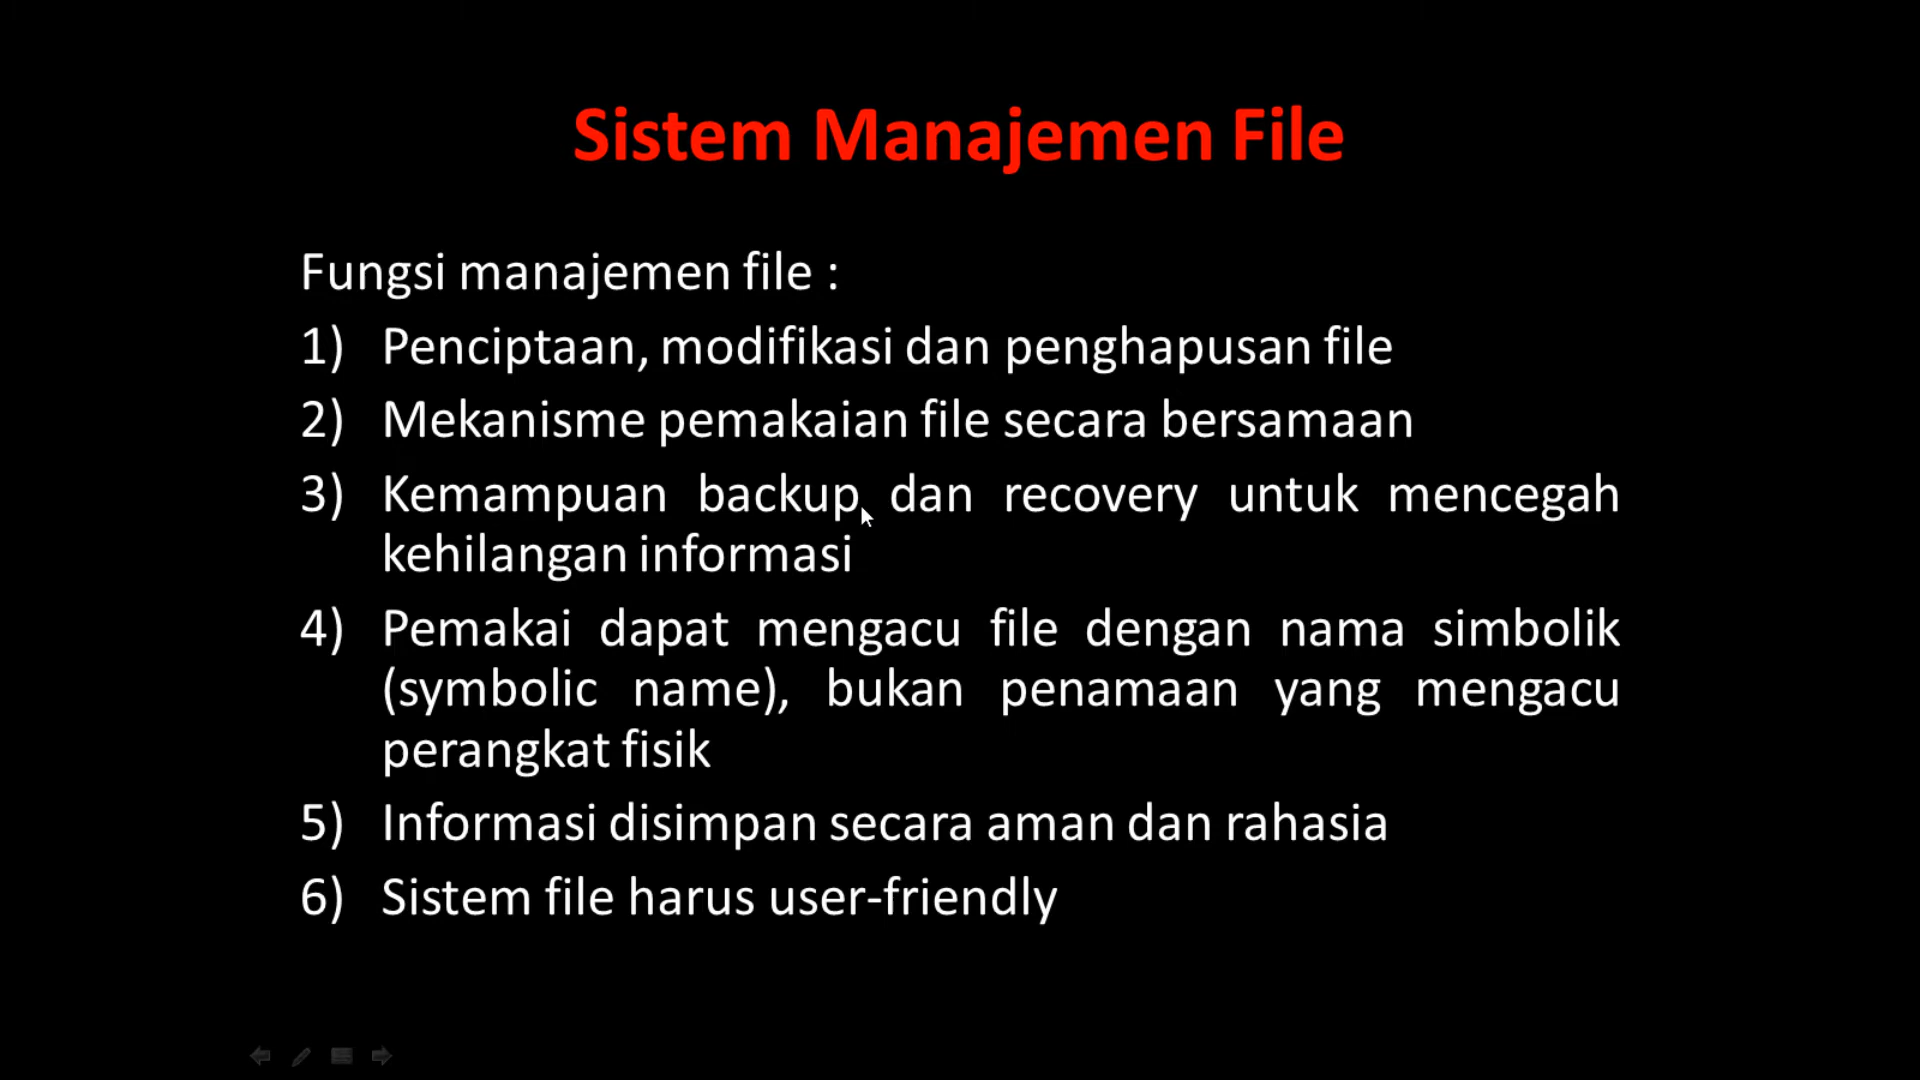 Sistem Manajemen File
Fungsi manajemen file :
1) Penciptaan, modifikasi dan penghapusan file
2) Mekanisme pemakaian file secara bersamaan
3) Kemampuan backup dan recovery untuk mencegah
kehilangan informasi
4) Pemakai dapat mengacu file dengan nama simbolik
(symbolic name), bukan penamaan yang mengacu
perangkat fisik
5) Informasi disimpan secara aman dan rahasia
6) Sistem file harus user-friendly